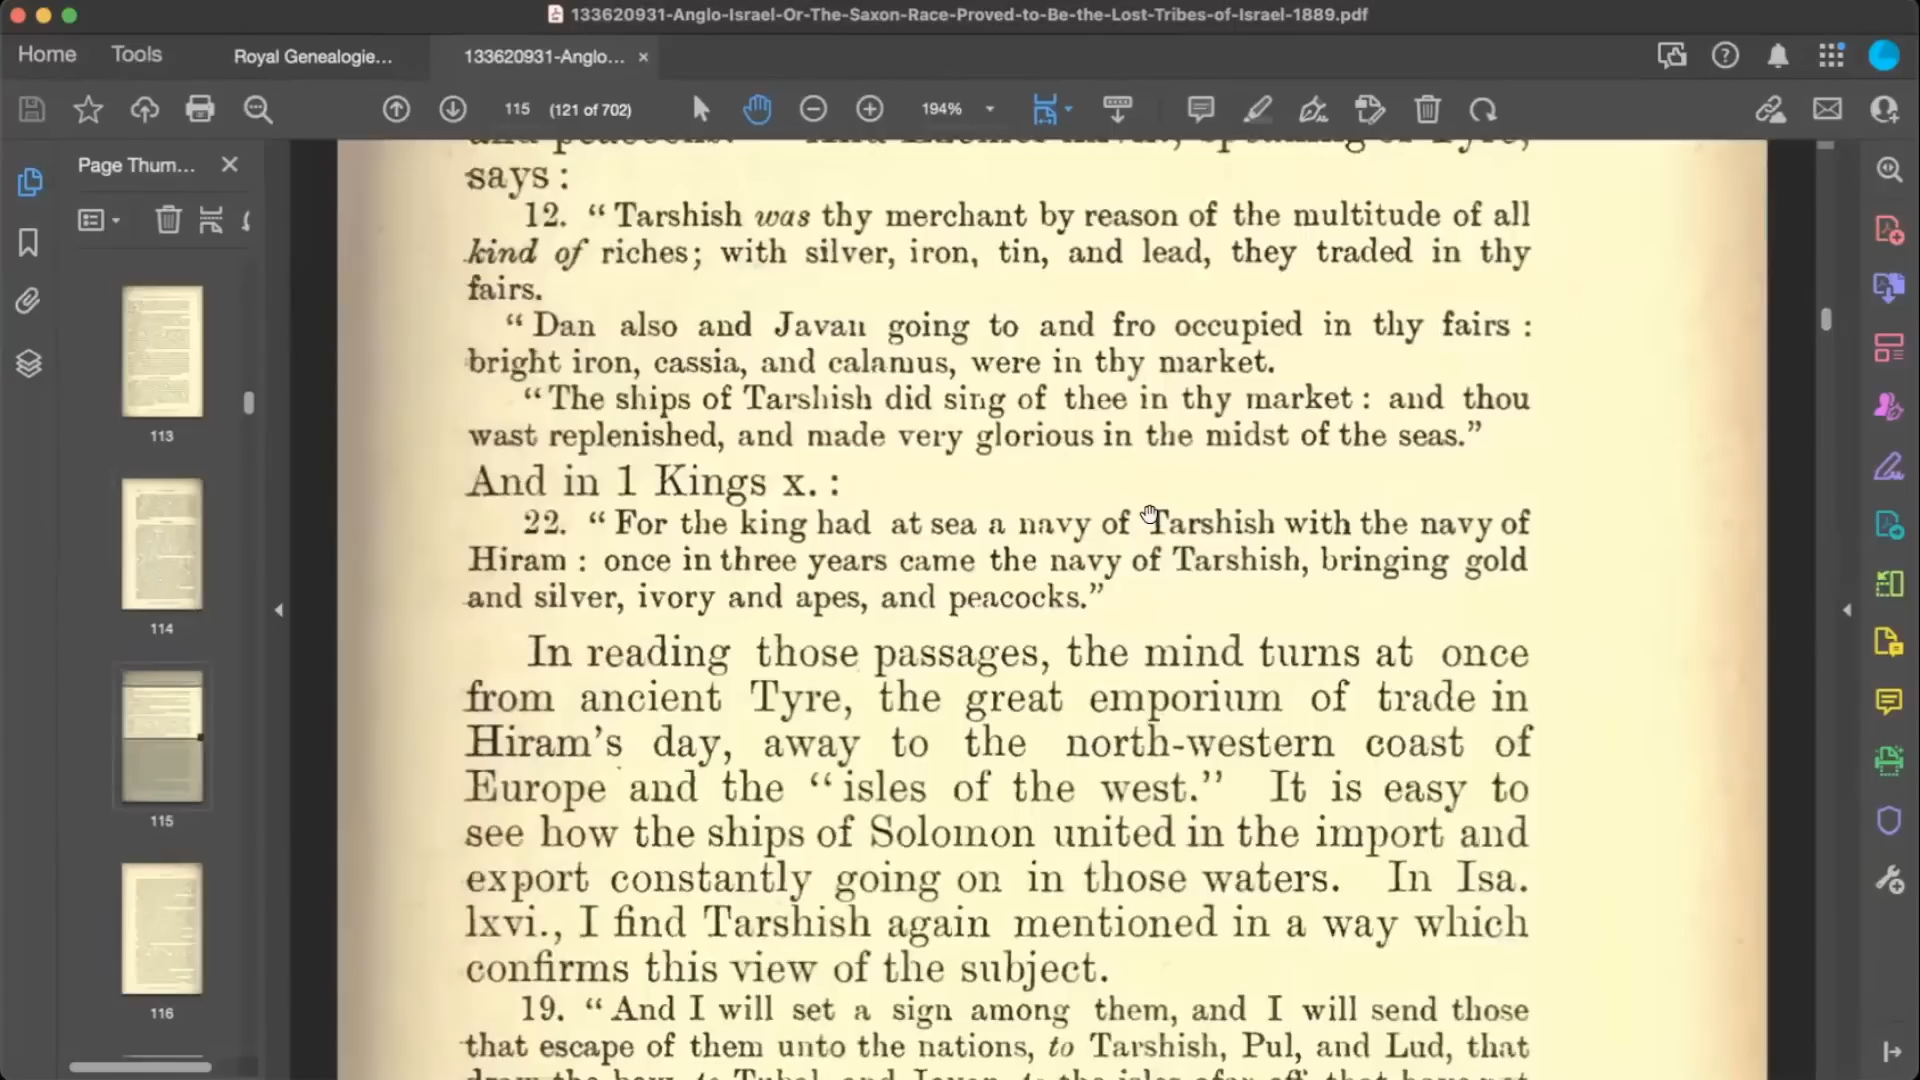 133620931-Anglo-Israel-Or-The-Saxon-Race-Proved-to-Be-the-Lost-Tribes-of-Israel-1889.pdf
Home Tools Royal Genealogie... 133620931-Anglo... ×
115 (121 of 702) 194%
Page Thum...
113
114
115
116
says :
12. “ Tarshish was thy merchant by reason of the multitude of all
kind of riches; with silver, iron, tin, and lead, they traded in thy
fairs.
“ Dan also and Javan going to and fro occupied in thy fairs :
bright iron, cassia, and calamus, were in thy market.
“ The ships of Tarshish did sing of thee in thy market : and thou
wast replenished, and made very glorious in the midst of the seas.”
And in 1 Kings x. :
22. “ For the king had at sea a navy of Tarshish with the navy of
Hiram : once in three years came the navy of Tarshish, bringing gold
and silver, ivory and apes, and peacocks.”
In reading those passages, the mind turns at once
from ancient Tyre, the great emporium of trade in
Hiram’s day, away to the north-western coast of
Europe and the “isles of the west.” It is easy to
see how the ships of Solomon united in the import and
export constantly going on in those waters. In Isa.
lxvi., I find Tarshish again mentioned in a way which
confirms this view of the subject.
19. “ And I will set a sign among them, and I will send those
that escape of them unto the nations, to Tarshish, Pul, and Lud, that